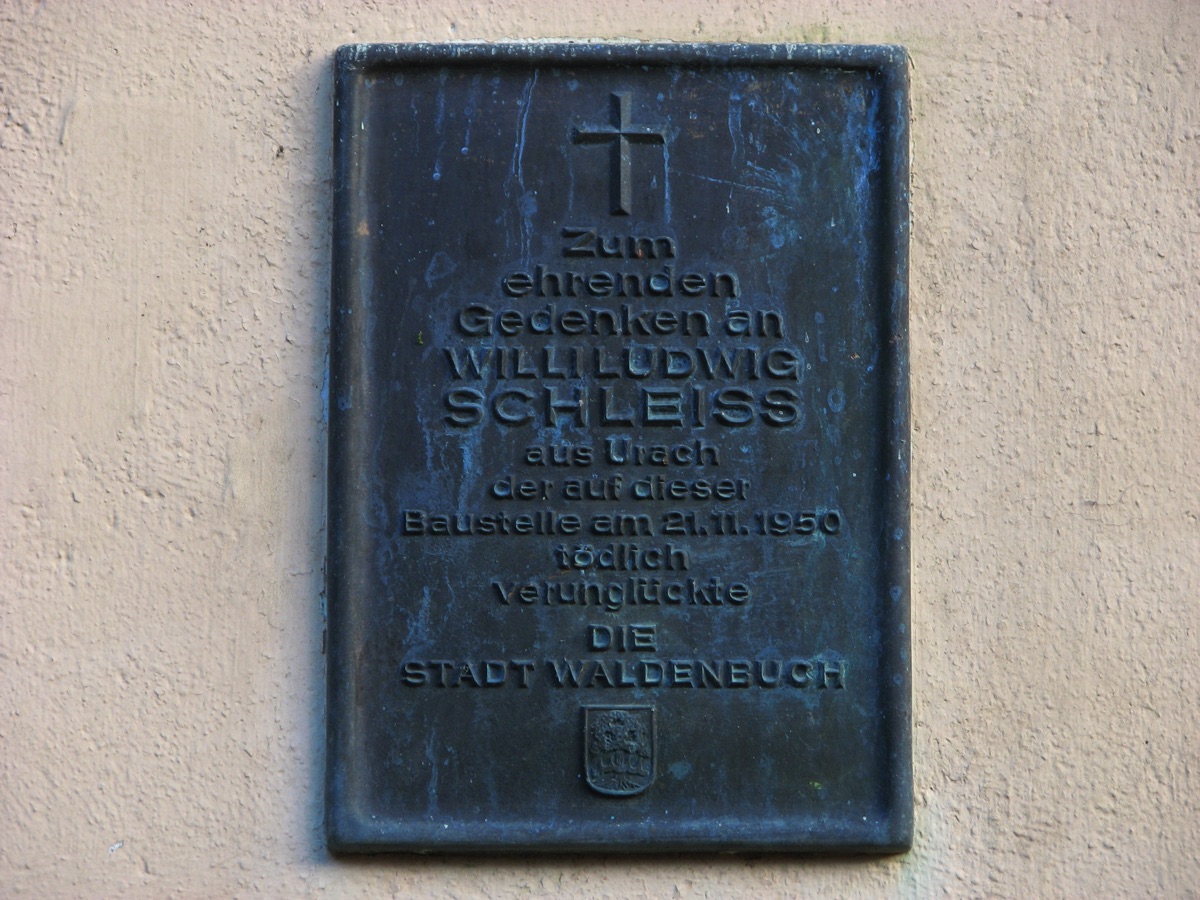 Zum
ehrenden
Gedenken an
WILLI LUDWIG
SCHLEISS
aus Urach
der auf dieser
Baustelle am 21.11.1950
tödlich
verunglückte
DIE
STADT WALDENBUCH